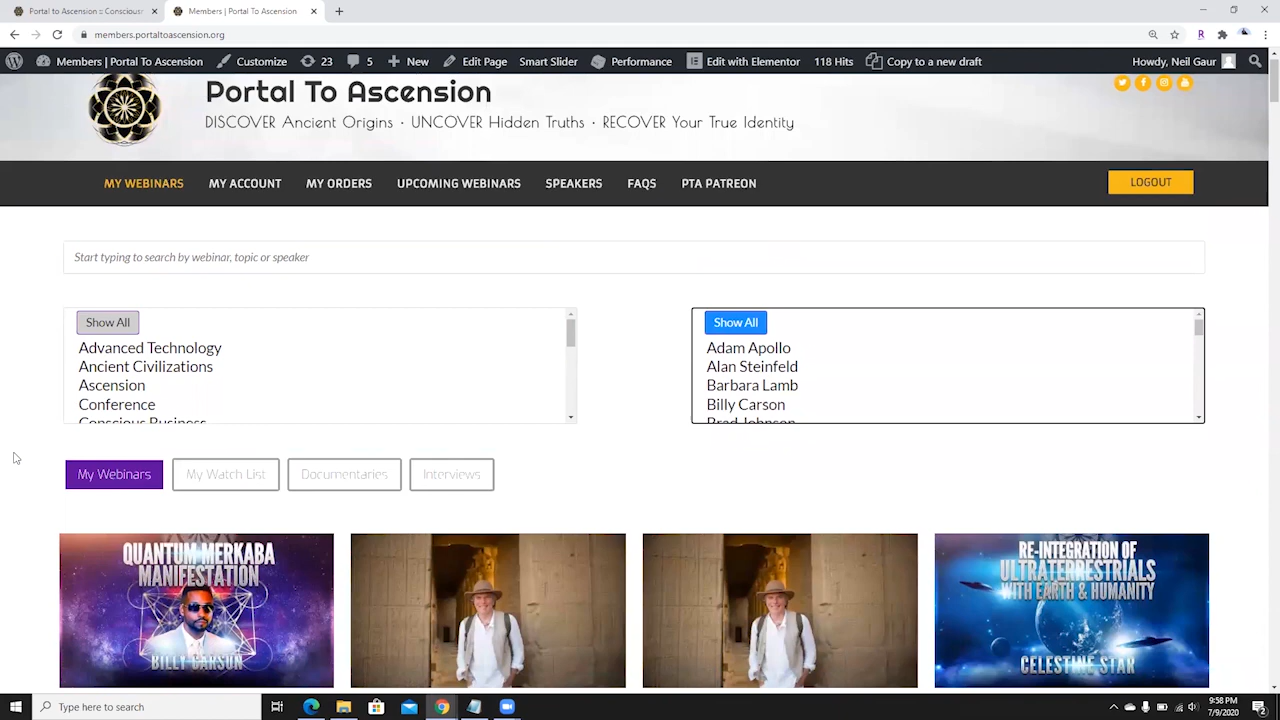 Portal to Ascension :: Consciousn
Members | Portal To Ascension
members.portaltoascension.org
R
Members | Portal To Ascension
Customize
23
5
New
Edit Page
Smart Slider
Performance
Edit with Elementor
118 Hits
Copy to a new draft
Howdy, Neil Gaur
Portal To Ascension
DISCOVER Ancient Origins · UNCOVER Hidden Truths · RECOVER Your True Identity
MY WEBINARS
MY ACCOUNT
MY ORDERS
UPCOMING WEBINARS
SPEAKERS
FAQS
PTA PATREON
LOGOUT
Start typing to search by webinar, topic or speaker
Show All
Advanced Technology
Ancient Civilizations
Ascension
Conference
Conscious Business
Show All
Adam Apollo
Alan Steinfeld
Barbara Lamb
Billy Carson
Brad Johnson
My Webinars
My Watch List
Documentaries
Interviews
QUANTUM MERKABA
MANIFESTATION
BILLY CARSON
RE-INTEGRATION OF
ULTRATERRESTRIALS
WITH EARTH & HUMANITY
CELESTINE STAR
Type here to search
9:58 PM
7/9/2020
2